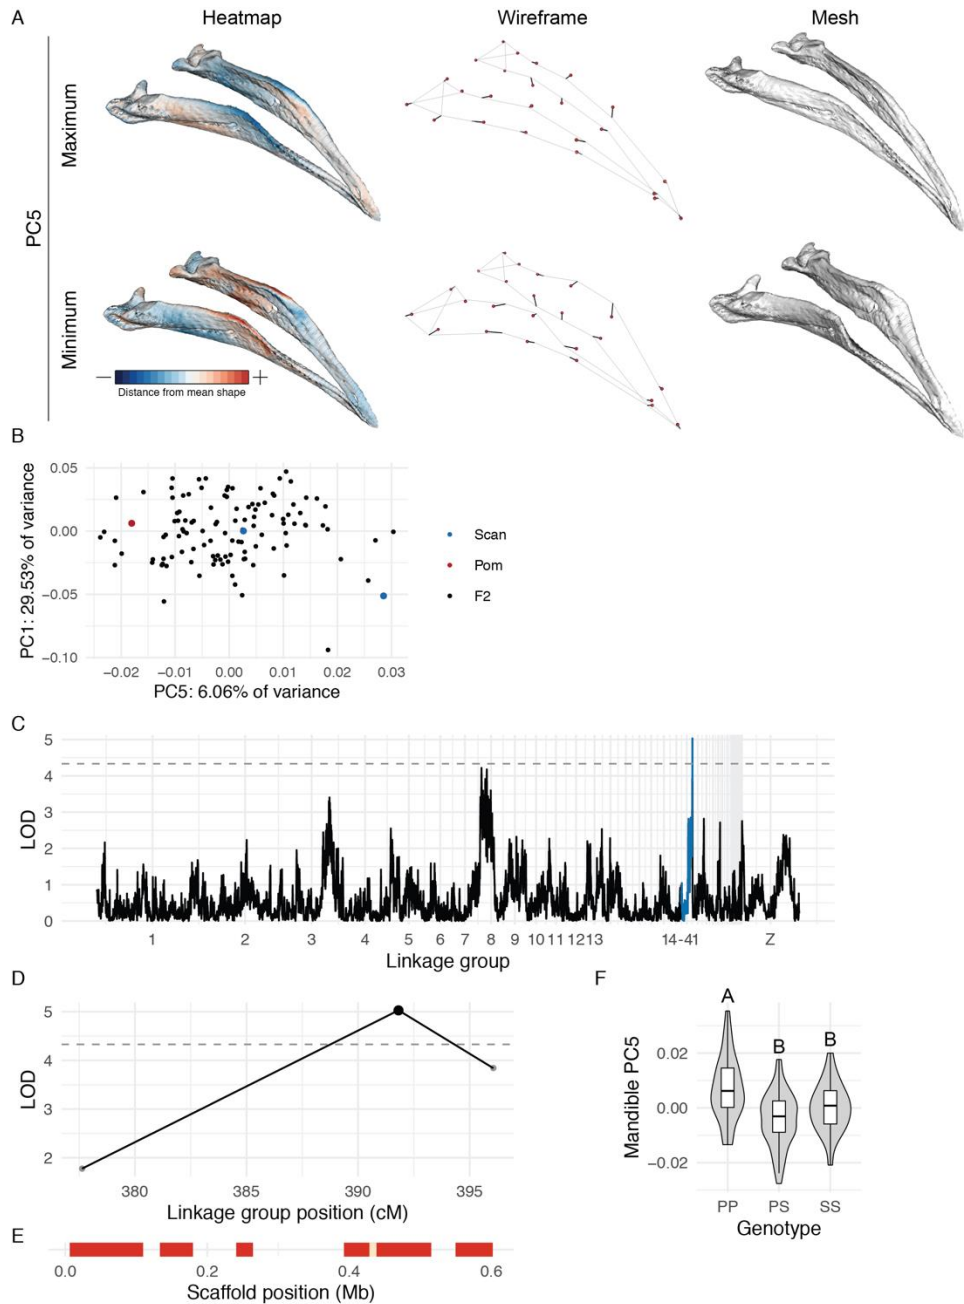 A
Heatmap
Wireframe
Mesh
PC5
Maximum
Minimum
— +
Distance from mean shape
B
PC1: 29.53% of variance
0.05
0.00
−0.05
−0.10
−0.02 −0.01 0.00 0.01 0.02 0.03
PC5: 6.06% of variance
Scan
Pom
F2
C
LOD
5
4
3
2
1
0
1 2 3 4 5 6 7 8 9 10 11 12 13 14-41 Z
Linkage group
D
LOD
5
4
3
2
380 385 390 395
Linkage group position (cM)
E
0.0 0.2 0.4 0.6
Scaffold position (Mb)
F
A
B B
Mandible PC5
0.02
0.00
−0.02
PP PS SS
Genotype